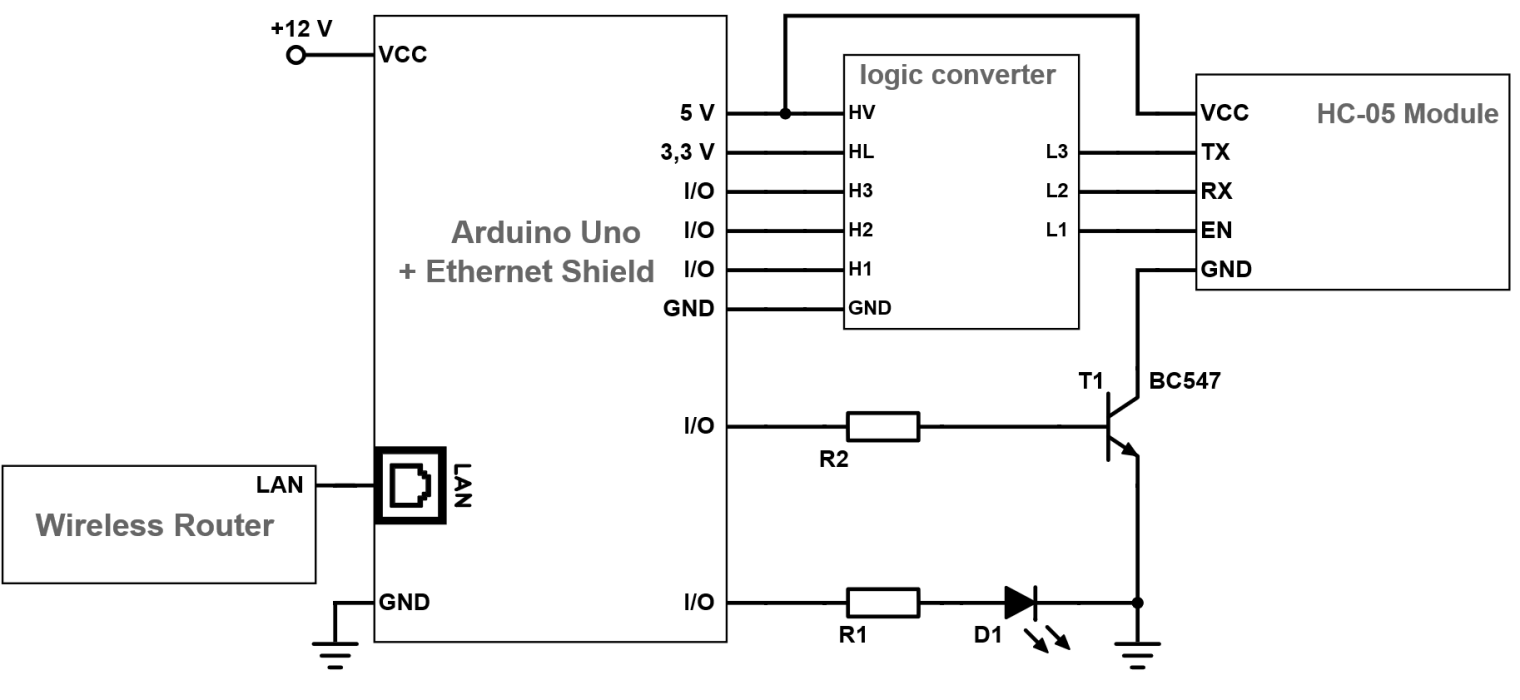 +12 V
VCC
logic converter
5 V
HV
VCC
HC-05 Module
3,3 V
HL
L3
TX
I/O
H3
L2
RX
Arduino Uno
+ Ethernet Shield
I/O
H2
L1
EN
I/O
H1
GND
GND
GND
T1
BC547
I/O
R2
LAN
LAN
Wireless Router
GND
I/O
R1
D1